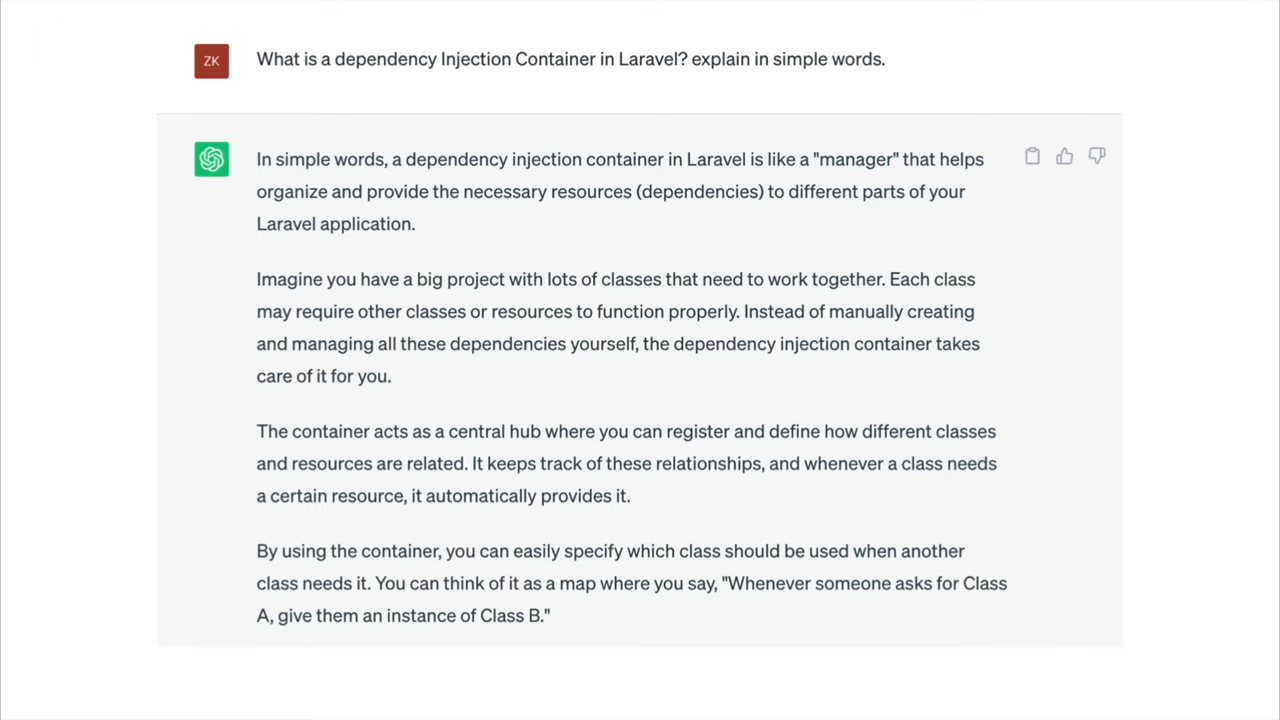 ZK
What is a dependency Injection Container in Laravel? explain in simple words.
In simple words, a dependency injection container in Laravel is like a "manager" that helps
organize and provide the necessary resources (dependencies) to different parts of your
Laravel application.
Imagine you have a big project with lots of classes that need to work together. Each class
may require other classes or resources to function properly. Instead of manually creating
and managing all these dependencies yourself, the dependency injection container takes
care of it for you.
The container acts as a central hub where you can register and define how different classes
and resources are related. It keeps track of these relationships, and whenever a class needs
a certain resource, it automatically provides it.
By using the container, you can easily specify which class should be used when another
class needs it. You can think of it as a map where you say, "Whenever someone asks for Class
A, give them an instance of Class B."